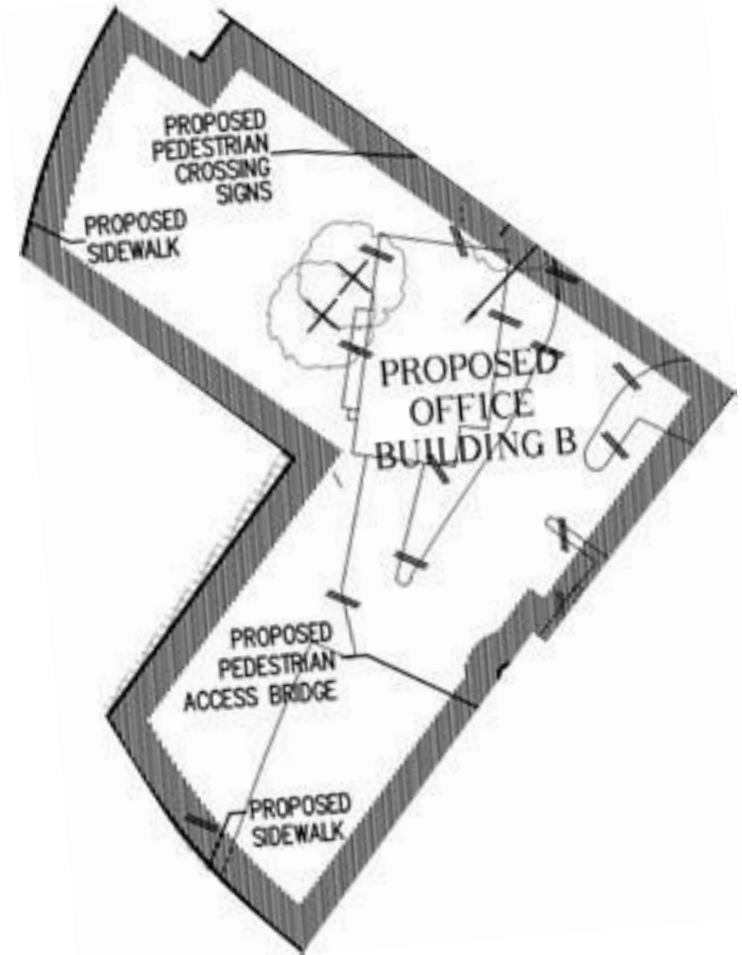 PROPOSED
PEDESTRIAN
CROSSING
SIGNS
PROPOSED
SIDEWALK
PROPOSED
OFFICE
BUILDING B
PROPOSED
PEDESTRIAN
ACCESS BRIDGE
PROPOSED
SIDEWALK